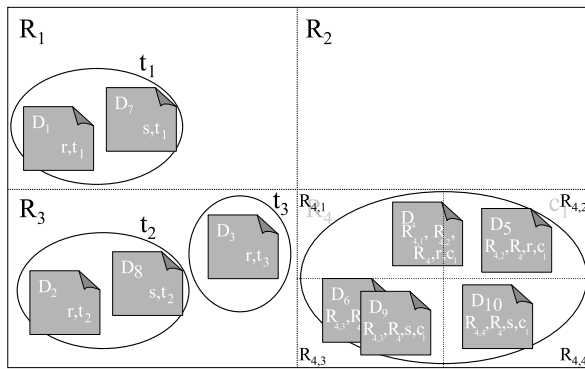 R1 R2
t1
D1 r,t1
D7 s,t1
R3
t2
t3
D2 r,t2
D8 s,t2
D3 r,t3
R4,1 R4 c1 R4,2
D4 R4,1, R4,2, R4,r,c1
D5 R4,2,R4,r,c1
D6 R4,3,R4
D9 R4,3,R4,s,c1
D10 R4,4,R4,s,c1
R4,3 R4,4